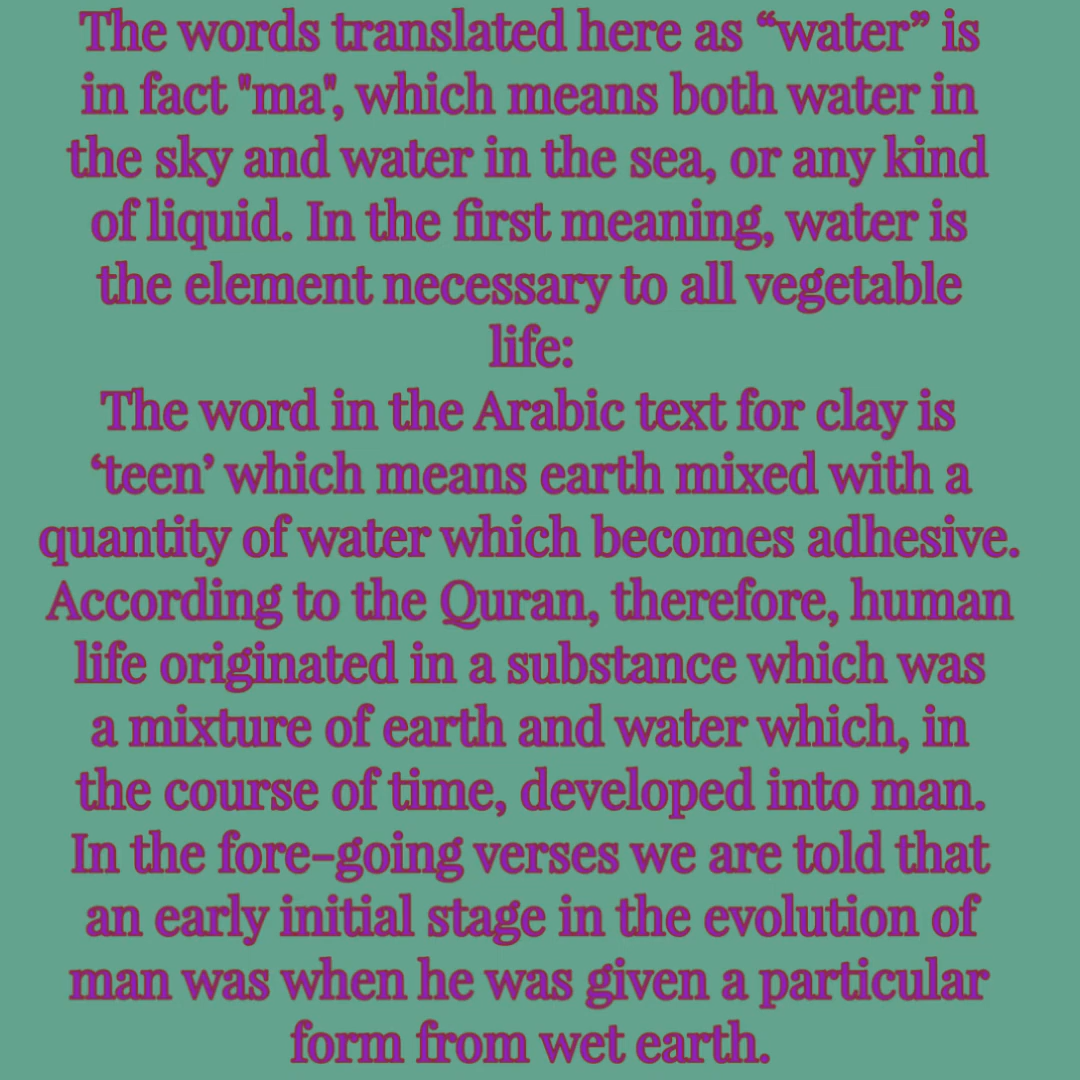 The words translated here as “water” is
in fact "ma", which means both water in
the sky and water in the sea, or any kind
of liquid. In the first meaning, water is
the element necessary to all vegetable
life:
The word in the Arabic text for clay is
‘teen’ which means earth mixed with a
quantity of water which becomes adhesive.
According to the Quran, therefore, human
life originated in a substance which was
a mixture of earth and water which, in
the course of time, developed into man.
In the fore-going verses we are told that
an early initial stage in the evolution of
man was when he was given a particular
form from wet earth.